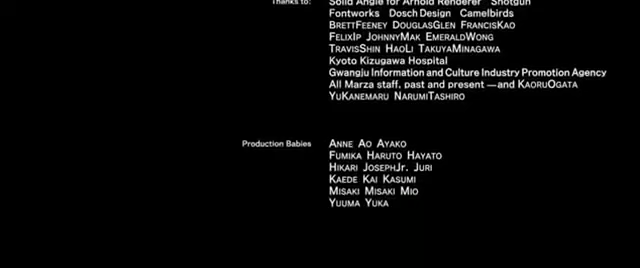 Thanks to:
Solid Angle for Arnold Renderer Shotgun
Fontworks Dosch Design Camelbirds
BRETTFEENEY DOUGLASGLEN FRANCISKAO
FELIXIP JOHNNYMAK EMERALDWONG
TRAVISSHIN HAOLI TAKUYAMINAGAWA
Kyoto Kizugawa Hospital
Gwangju Information and Culture Industry Promotion Agency
All Marza staff, past and present —and KAORUOGATA
YUKANEMARU NARUMITASHIRO
Production Babies
ANNE AO AYAKO
FUMIKA HARUTO HAYATO
HIKARI JOSEPHJR. JURI
KAEDE KAI KASUMI
MISAKI MISAKI MIO
YUUMA YUKA